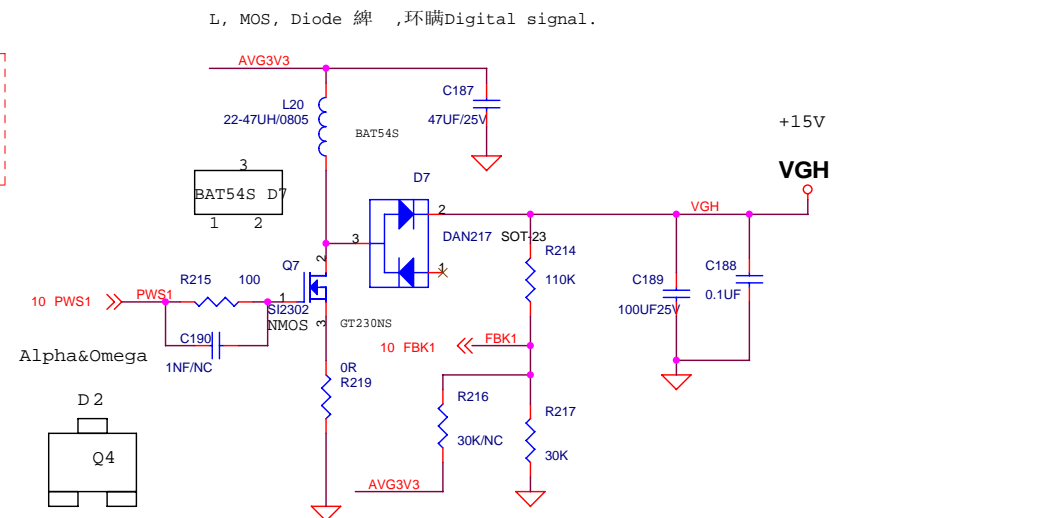 L, MOS, Diode 綼 ,环瞒Digital signal.
AVG3V3
C187
L20
22-47UH/0805
47UF/25V
+15V
BAT54S
3
VGH
D7
BAT54S D7
1 2
2
VGH
3
DAN217 SOT-23
R214
2
Q7
1
C188
R215 100
110K
C189
0.1UF
10 PWS1
PWS1
1
SI2302
100UF25V
NMOS
3
GT230NS
C190
10 FBK1
FBK1
Alpha&Omega
1NF/NC
0R
R219
D2
R216
R217
Q4
30K/NC
30K
AVG3V3